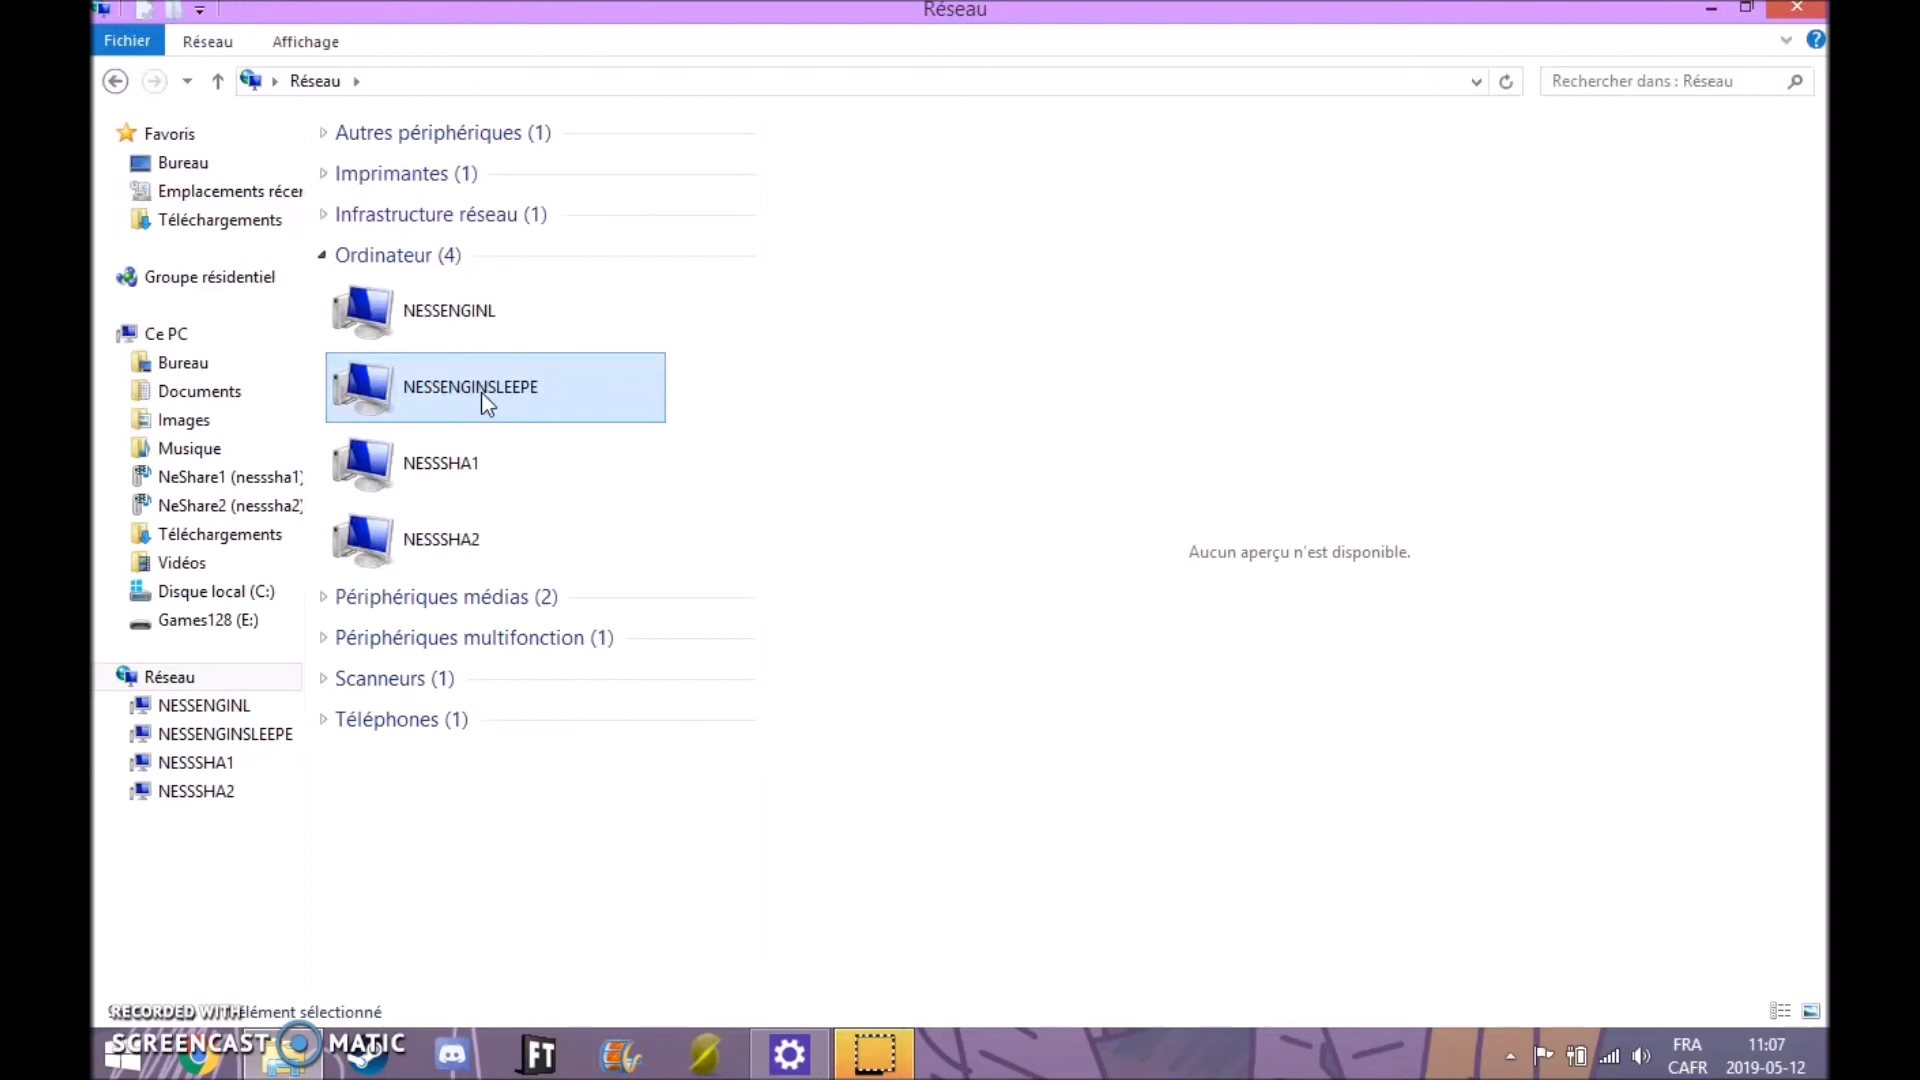 Réseau
Fichier
Réseau
Affichage
Réseau
Rechercher dans : Réseau
Favoris
Bureau
Emplacements récer
Téléchargements
Groupe résidentiel
Ce PC
Bureau
Documents
Images
Musique
NeShare1 (nesssha1)
NeShare2 (nesssha2)
Téléchargements
Vidéos
Disque local (C:)
Games128 (E:)
Réseau
NESSENGINL
NESSENGINSLEEPE
NESSSHA1
NESSSHA2
Autres périphériques (1)
Imprimantes (1)
Infrastructure réseau (1)
Ordinateur (4)
NESSENGINL
NESSENGINSLEEPE
NESSSHA1
NESSSHA2
Périphériques médias (2)
Périphériques multifonction (1)
Scanneurs (1)
Téléphones (1)
Aucun aperçu n'est disponible.
élément sélectionné
RECORDED WITH
SCREENCAST MATIC
FT
FRA
CAFR
11:07
2019-05-12